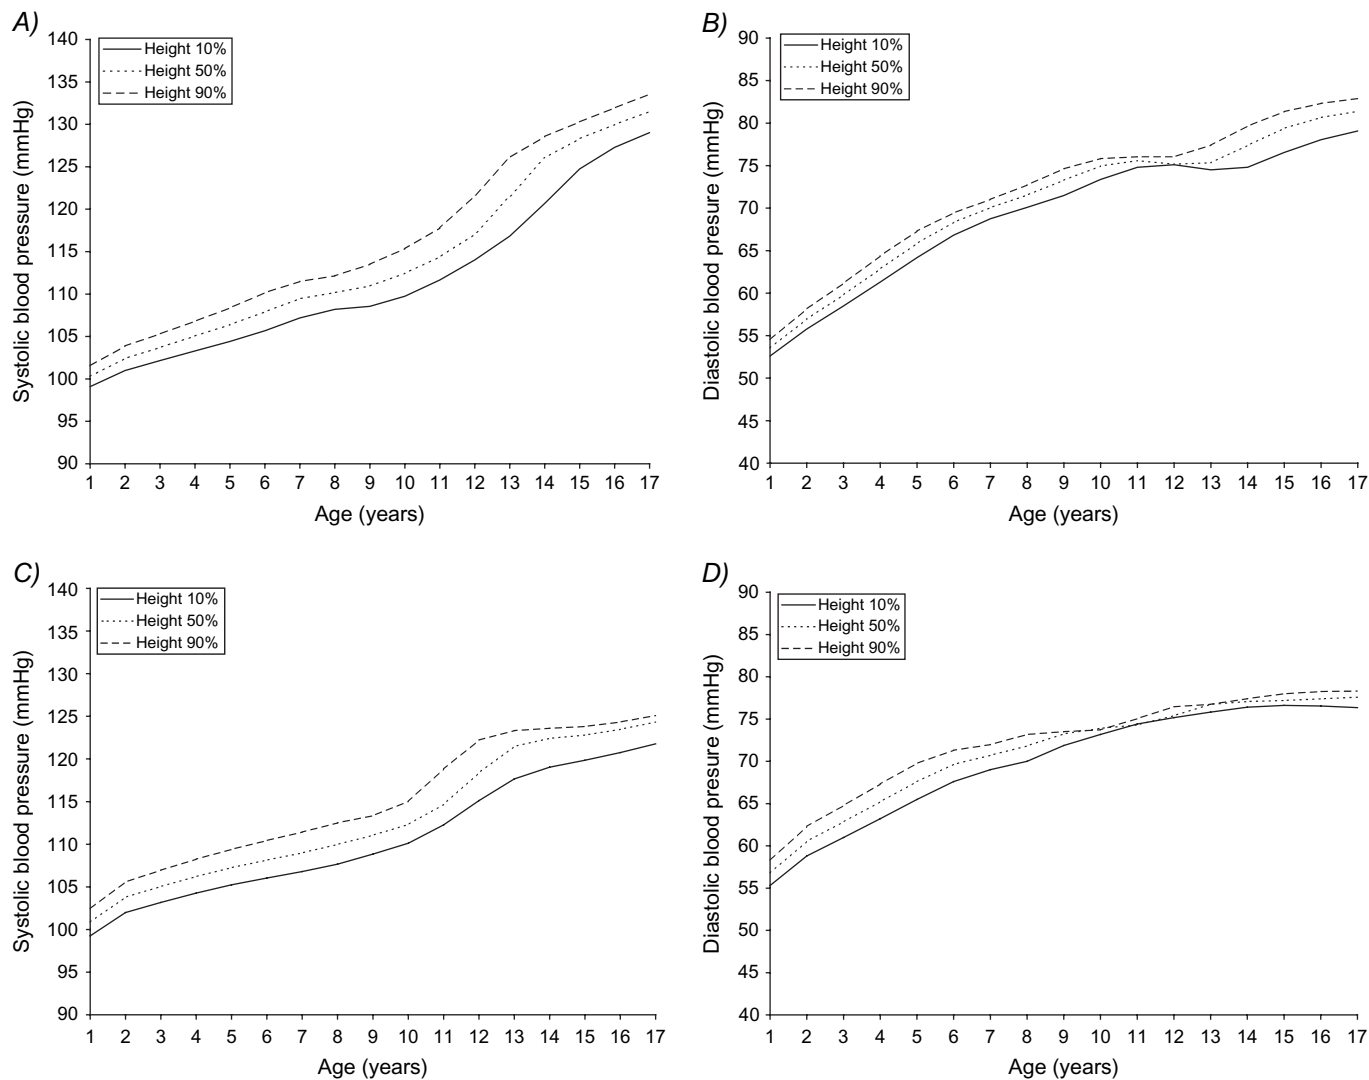 A)
Systolic blood pressure (mmHg)
140
135
130
125
120
115
110
105
100
95
90
Height 10%
Height 50%
Height 90%
1 2 3 4 5 6 7 8 9 10 11 12 13 14 15 16 17
Age (years)
B)
Diastolic blood pressure (mmHg)
90
85
80
75
70
65
60
55
50
45
40
Height 10%
Height 50%
Height 90%
1 2 3 4 5 6 7 8 9 10 11 12 13 14 15 16 17
Age (years)
C)
Systolic blood pressure (mmHg)
140
135
130
125
120
115
110
105
100
95
90
Height 10%
Height 50%
Height 90%
1 2 3 4 5 6 7 8 9 10 11 12 13 14 15 16 17
Age (years)
D)
Diastolic blood pressure (mmHg)
90
85
80
75
70
65
60
55
50
45
40
Height 10%
Height 50%
Height 90%
1 2 3 4 5 6 7 8 9 10 11 12 13 14 15 16 17
Age (years)